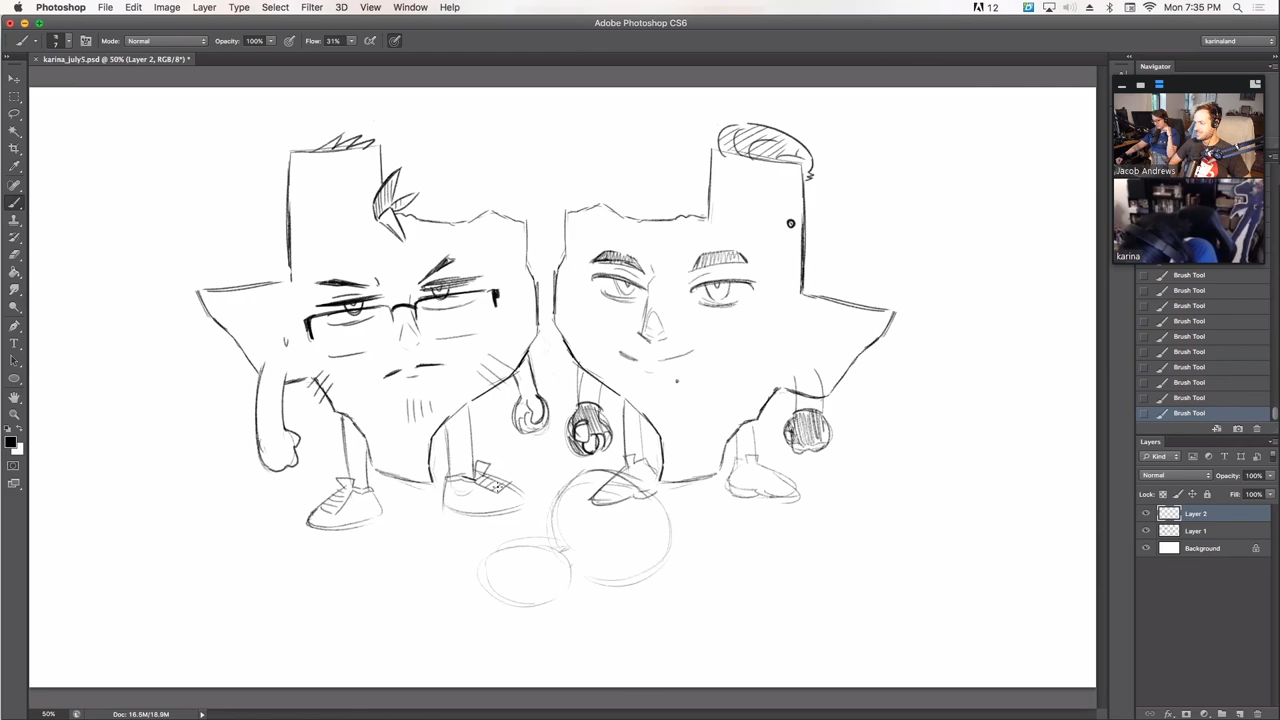 Photoshop File Edit Image Layer Type Select Filter 3D View Window Help 12 Mon 7:35 PM
Adobe Photoshop CS6
7 Mode: Normal Opacity: 100% Flow: 31% karinaland
karina_july5.psd @ 50% (Layer 2, RGB/8*) *
Navigator
Jacob Andrews
karina
Brush Tool
Brush Tool
Brush Tool
Brush Tool
Brush Tool
Brush Tool
Brush Tool
Brush Tool
Brush Tool
Brush Tool
Layers
Kind
Normal Opacity: 100%
Lock: Fill: 100%
Layer 2
Layer 1
Background
50% Doc: 16.5M/18.9M